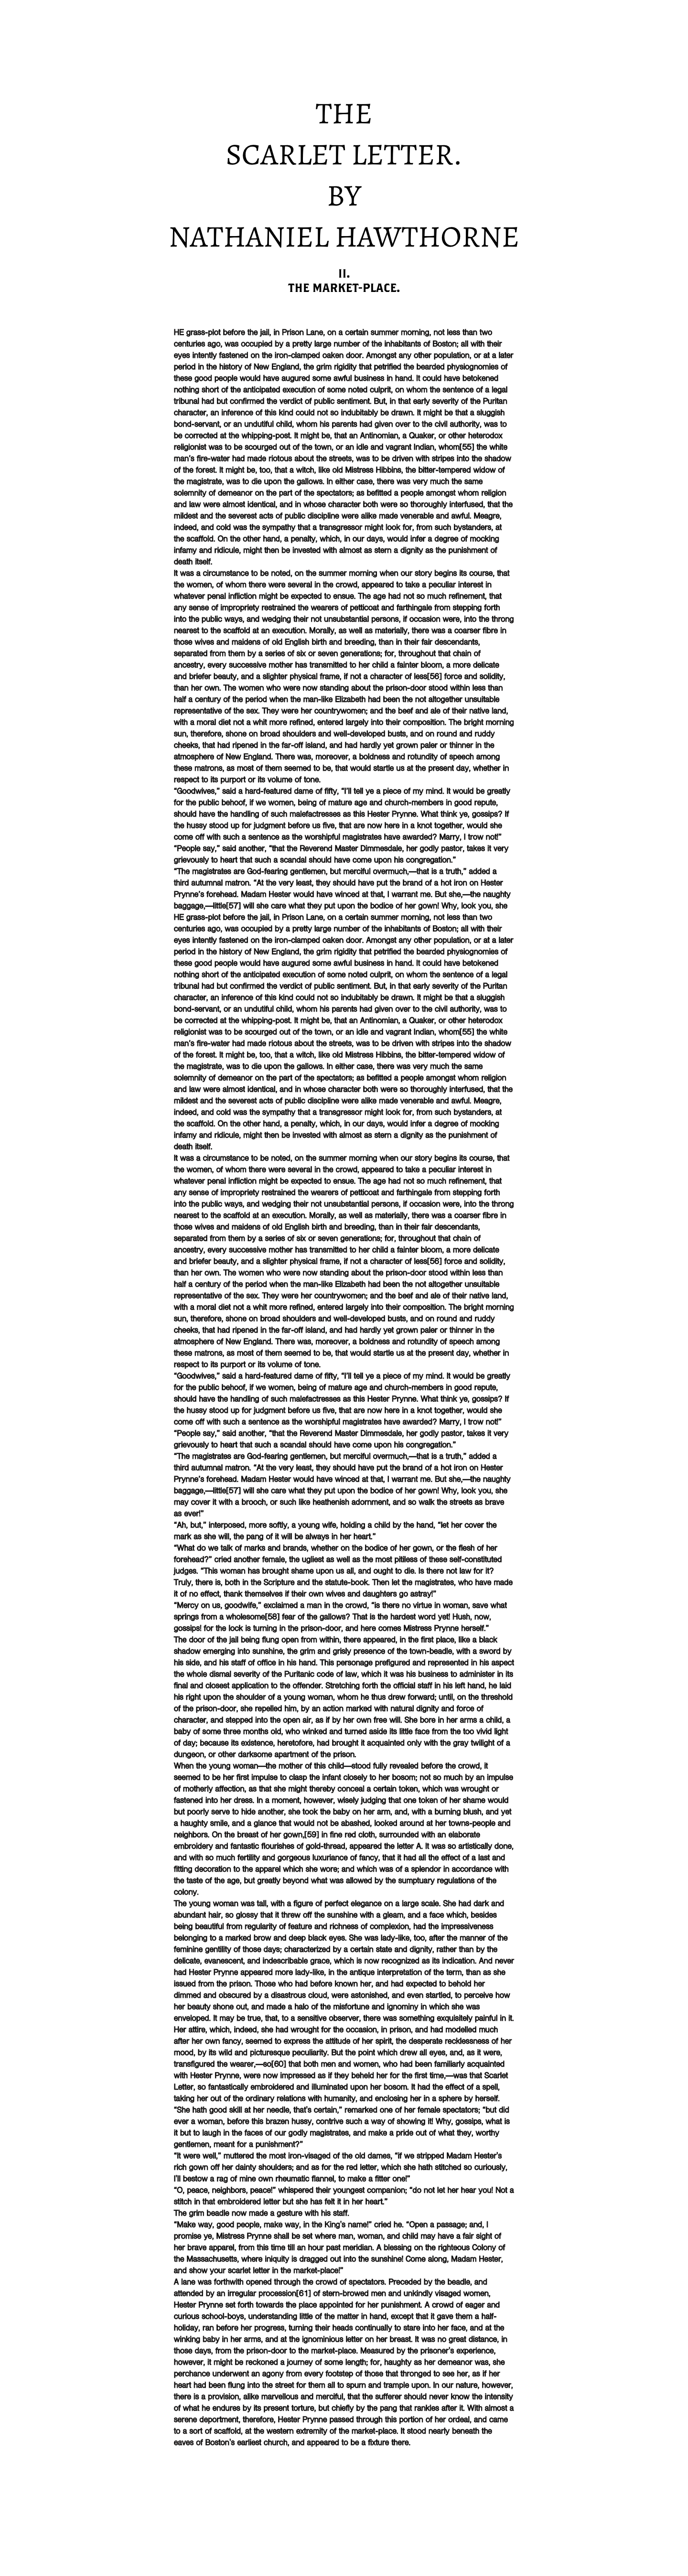 THE
SCARLET LETTER.
BY
NATHANIEL HAWTHORNE
II.
THE MARKET-PLACE.
HE grass-plot before the jail, in Prison Lane, on a certain summer morning, not less than two
centuries ago, was occupied by a pretty large number of the inhabitants of Boston; all with their
eyes intently fastened on the iron-clamped oaken door. Amongst any other population, or at a later
period in the history of New England, the grim rigidity that petrified the bearded physiognomies of
these good people would have augured some awful business in hand. It could have betokened
nothing short of the anticipated execution of some noted culprit, on whom the sentence of a legal
tribunal had but confirmed the verdict of public sentiment. But, in that early severity of the Puritan
character, an inference of this kind could not so indubitably be drawn. It might be that a sluggish
bond-servant, or an undutiful child, whom his parents had given over to the civil authority, was to
be corrected at the whipping-post. It might be, that an Antinomian, a Quaker, or other heterodox
religionist was to be scourged out of the town, or an idle and vagrant Indian, whom[55] the white
man's fire-water had made riotous about the streets, was to be driven with stripes into the shadow
of the forest. It might be, too, that a witch, like old Mistress Hibbins, the bitter-tempered widow of
the magistrate, was to die upon the gallows. In either case, there was very much the same
solemnity of demeanor on the part of the spectators; as befitted a people amongst whom religion
and law were almost identical, and in whose character both were so thoroughly interfused, that the
mildest and the severest acts of public discipline were alike made venerable and awful. Meagre,
indeed, and cold was the sympathy that a transgressor might look for, from such bystanders, at
the scaffold. On the other hand, a penalty, which, in our days, would infer a degree of mocking
infamy and ridicule, might then be invested with almost as stern a dignity as the punishment of
death itself.
It was a circumstance to be noted, on the summer morning when our story begins its course, that
the women, of whom there were several in the crowd, appeared to take a peculiar interest in
whatever penal infliction might be expected to ensue. The age had not so much refinement, that
any sense of impropriety restrained the wearers of petticoat and farthingale from stepping forth
into the public ways, and wedging their not unsubstantial persons, if occasion were, into the throng
nearest to the scaffold at an execution. Morally, as well as materially, there was a coarser fibre in
those wives and maidens of old English birth and breeding, than in their fair descendants,
separated from them by a series of six or seven generations; for, throughout that chain of
ancestry, every successive mother has transmitted to her child a fainter bloom, a more delicate
and briefer beauty, and a slighter physical frame, if not a character of less[56] force and solidity,
than her own. The women who were now standing about the prison-door stood within less than
half a century of the period when the man-like Elizabeth had been the not altogether unsuitable
representative of the sex. They were her countrywomen; and the beef and ale of their native land,
with a moral diet not a whit more refined, entered largely into their composition. The bright morning
sun, therefore, shone on broad shoulders and well-developed busts, and on round and ruddy
cheeks, that had ripened in the far-off island, and had hardly yet grown paler or thinner in the
atmosphere of New England. There was, moreover, a boldness and rotundity of speech among
these matrons, as most of them seemed to be, that would startle us at the present day, whether in
respect to its purport or its volume of tone.
“Goodwives,” said a hard-featured dame of fifty, “I'll tell ye a piece of my mind. It would be greatly
for the public behoof, if we women, being of mature age and church-members in good repute,
should have the handling of such malefactresses as this Hester Prynne. What think ye, gossips? If
the hussy stood up for judgment before us five, that are now here in a knot together, would she
come off with such a sentence as the worshipful magistrates have awarded? Marry, I trow not!”
“People say,” said another, “that the Reverend Master Dimmesdale, her godly pastor, takes it very
grievously to heart that such a scandal should have come upon his congregation.”
“The magistrates are God-fearing gentlemen, but merciful overmuch,—that is a truth,” added a
third autumnal matron. “At the very least, they should have put the brand of a hot iron on Hester
Prynne's forehead. Madam Hester would have winced at that, I warrant me. But she,—the naughty
baggage,—little[57] will she care what they put upon the bodice of her gown! Why, look you, she
HE grass-plot before the jail, in Prison Lane, on a certain summer morning, not less than two
centuries ago, was occupied by a pretty large number of the inhabitants of Boston; all with their
eyes intently fastened on the iron-clamped oaken door. Amongst any other population, or at a later
period in the history of New England, the grim rigidity that petrified the bearded physiognomies of
these good people would have augured some awful business in hand. It could have betokened
nothing short of the anticipated execution of some noted culprit, on whom the sentence of a legal
tribunal had but confirmed the verdict of public sentiment. But, in that early severity of the Puritan
character, an inference of this kind could not so indubitably be drawn. It might be that a sluggish
bond-servant, or an undutiful child, whom his parents had given over to the civil authority, was to
be corrected at the whipping-post. It might be, that an Antinomian, a Quaker, or other heterodox
religionist was to be scourged out of the town, or an idle and vagrant Indian, whom[55] the white
man's fire-water had made riotous about the streets, was to be driven with stripes into the shadow
of the forest. It might be, too, that a witch, like old Mistress Hibbins, the bitter-tempered widow of
the magistrate, was to die upon the gallows. In either case, there was very much the same
solemnity of demeanor on the part of the spectators; as befitted a people amongst whom religion
and law were almost identical, and in whose character both were so thoroughly interfused, that the
mildest and the severest acts of public discipline were alike made venerable and awful. Meagre,
indeed, and cold was the sympathy that a transgressor might look for, from such bystanders, at
the scaffold. On the other hand, a penalty, which, in our days, would infer a degree of mocking
infamy and ridicule, might then be invested with almost as stern a dignity as the punishment of
death itself.
It was a circumstance to be noted, on the summer morning when our story begins its course, that
the women, of whom there were several in the crowd, appeared to take a peculiar interest in
whatever penal infliction might be expected to ensue. The age had not so much refinement, that
any sense of impropriety restrained the wearers of petticoat and farthingale from stepping forth
into the public ways, and wedging their not unsubstantial persons, if occasion were, into the throng
nearest to the scaffold at an execution. Morally, as well as materially, there was a coarser fibre in
those wives and maidens of old English birth and breeding, than in their fair descendants,
separated from them by a series of six or seven generations; for, throughout that chain of
ancestry, every successive mother has transmitted to her child a fainter bloom, a more delicate
and briefer beauty, and a slighter physical frame, if not a character of less[56] force and solidity,
than her own. The women who were now standing about the prison-door stood within less than
half a century of the period when the man-like Elizabeth had been the not altogether unsuitable
representative of the sex. They were her countrywomen; and the beef and ale of their native land,
with a moral diet not a whit more refined, entered largely into their composition. The bright morning
sun, therefore, shone on broad shoulders and well-developed busts, and on round and ruddy
cheeks, that had ripened in the far-off island, and had hardly yet grown paler or thinner in the
atmosphere of New England. There was, moreover, a boldness and rotundity of speech among
these matrons, as most of them seemed to be, that would startle us at the present day, whether in
respect to its purport or its volume of tone.
“Goodwives,” said a hard-featured dame of fifty, “I'll tell ye a piece of my mind. It would be greatly
for the public behoof, if we women, being of mature age and church-members in good repute,
should have the handling of such malefactresses as this Hester Prynne. What think ye, gossips? If
the hussy stood up for judgment before us five, that are now here in a knot together, would she
come off with such a sentence as the worshipful magistrates have awarded? Marry, I trow not!”
“People say,” said another, “that the Reverend Master Dimmesdale, her godly pastor, takes it very
grievously to heart that such a scandal should have come upon his congregation.”
“The magistrates are God-fearing gentlemen, but merciful overmuch,—that is a truth,” added a
third autumnal matron. “At the very least, they should have put the brand of a hot iron on Hester
Prynne's forehead. Madam Hester would have winced at that, I warrant me. But she,—the naughty
baggage,—little[57] will she care what they put upon the bodice of her gown! Why, look you, she
may cover it with a brooch, or such like heathenish adornment, and so walk the streets as brave
as ever!”
“Ah, but,” interposed, more softly, a young wife, holding a child by the hand, “let her cover the
mark as she will, the pang of it will be always in her heart.”
“What do we talk of marks and brands, whether on the bodice of her gown, or the flesh of her
forehead?” cried another female, the ugliest as well as the most pitiless of these self-constituted
judges. “This woman has brought shame upon us all, and ought to die. Is there not law for it?
Truly, there is, both in the Scripture and the statute-book. Then let the magistrates, who have made
it of no effect, thank themselves if their own wives and daughters go astray!”
“Mercy on us, goodwife,” exclaimed a man in the crowd, “is there no virtue in woman, save what
springs from a wholesome[58] fear of the gallows? That is the hardest word yet! Hush, now,
gossips! for the lock is turning in the prison-door, and here comes Mistress Prynne herself.”
The door of the jail being flung open from within, there appeared, in the first place, like a black
shadow emerging into sunshine, the grim and grisly presence of the town-beadle, with a sword by
his side, and his staff of office in his hand. This personage prefigured and represented in his aspect
the whole dismal severity of the Puritanic code of law, which it was his business to administer in its
final and closest application to the offender. Stretching forth the official staff in his left hand, he laid
his right upon the shoulder of a young woman, whom he thus drew forward; until, on the threshold
of the prison-door, she repelled him, by an action marked with natural dignity and force of
character, and stepped into the open air, as if by her own free will. She bore in her arms a child, a
baby of some three months old, who winked and turned aside its little face from the too vivid light
of day; because its existence, heretofore, had brought it acquainted only with the gray twilight of a
dungeon, or other darksome apartment of the prison.
When the young woman—the mother of this child—stood fully revealed before the crowd, it
seemed to be her first impulse to clasp the infant closely to her bosom; not so much by an impulse
of motherly affection, as that she might thereby conceal a certain token, which was wrought or
fastened into her dress. In a moment, however, wisely judging that one token of her shame would
but poorly serve to hide another, she took the baby on her arm, and, with a burning blush, and yet
a haughty smile, and a glance that would not be abashed, looked around at her towns-people and
neighbors. On the breast of her gown,[59] in fine red cloth, surrounded with an elaborate
embroidery and fantastic flourishes of gold-thread, appeared the letter A. It was so artistically done,
and with so much fertility and gorgeous luxuriance of fancy, that it had all the effect of a last and
fitting decoration to the apparel which she wore; and which was of a splendor in accordance with
the taste of the age, but greatly beyond what was allowed by the sumptuary regulations of the
colony.
The young woman was tall, with a figure of perfect elegance on a large scale. She had dark and
abundant hair, so glossy that it threw off the sunshine with a gleam, and a face which, besides
being beautiful from regularity of feature and richness of complexion, had the impressiveness
belonging to a marked brow and deep black eyes. She was lady-like, too, after the manner of the
feminine gentility of those days; characterized by a certain state and dignity, rather than by the
delicate, evanescent, and indescribable grace, which is now recognized as its indication. And never
had Hester Prynne appeared more lady-like, in the antique interpretation of the term, than as she
issued from the prison. Those who had before known her, and had expected to behold her
dimmed and obscured by a disastrous cloud, were astonished, and even startled, to perceive how
her beauty shone out, and made a halo of the misfortune and ignominy in which she was
enveloped. It may be true, that, to a sensitive observer, there was something exquisitely painful in it.
Her attire, which, indeed, she had wrought for the occasion, in prison, and had modelled much
after her own fancy, seemed to express the attitude of her spirit, the desperate recklessness of her
mood, by its wild and picturesque peculiarity. But the point which drew all eyes, and, as it were,
transfigured the wearer,—so[60] that both men and women, who had been familiarly acquainted
with Hester Prynne, were now impressed as if they beheld her for the first time,—was that Scarlet
Letter, so fantastically embroidered and illuminated upon her bosom. It had the effect of a spell,
taking her out of the ordinary relations with humanity, and enclosing her in a sphere by herself.
“She hath good skill at her needle, that's certain,” remarked one of her female spectators; “but did
ever a woman, before this brazen hussy, contrive such a way of showing it! Why, gossips, what is
it but to laugh in the faces of our godly magistrates, and make a pride out of what they, worthy
gentlemen, meant for a punishment?”
“It were well,” muttered the most iron-visaged of the old dames, “if we stripped Madam Hester's
rich gown off her dainty shoulders; and as for the red letter, which she hath stitched so curiously,
I'll bestow a rag of mine own rheumatic flannel, to make a fitter one!”
“O, peace, neighbors, peace!” whispered their youngest companion; “do not let her hear you! Not a
stitch in that embroidered letter but she has felt it in her heart.”
The grim beadle now made a gesture with his staff.
“Make way, good people, make way, in the King's name!” cried he. “Open a passage; and, I
promise ye, Mistress Prynne shall be set where man, woman, and child may have a fair sight of
her brave apparel, from this time till an hour past meridian. A blessing on the righteous Colony of
the Massachusetts, where iniquity is dragged out into the sunshine! Come along, Madam Hester,
and show your scarlet letter in the market-place!”
A lane was forthwith opened through the crowd of spectators. Preceded by the beadle, and
attended by an irregular procession[61] of stern-browed men and unkindly visaged women,
Hester Prynne set forth towards the place appointed for her punishment. A crowd of eager and
curious school-boys, understanding little of the matter in hand, except that it gave them a half-
holiday, ran before her progress, turning their heads continually to stare into her face, and at the
winking baby in her arms, and at the ignominious letter on her breast. It was no great distance, in
those days, from the prison-door to the market-place. Measured by the prisoner's experience,
however, it might be reckoned a journey of some length; for, haughty as her demeanor was, she
perchance underwent an agony from every footstep of those that thronged to see her, as if her
heart had been flung into the street for them all to spurn and trample upon. In our nature, however,
there is a provision, alike marvellous and merciful, that the sufferer should never know the intensity
of what he endures by its present torture, but chiefly by the pang that rankles after it. With almost a
serene deportment, therefore, Hester Prynne passed through this portion of her ordeal, and came
to a sort of scaffold, at the western extremity of the market-place. It stood nearly beneath the
eaves of Boston's earliest church, and appeared to be a fixture there.